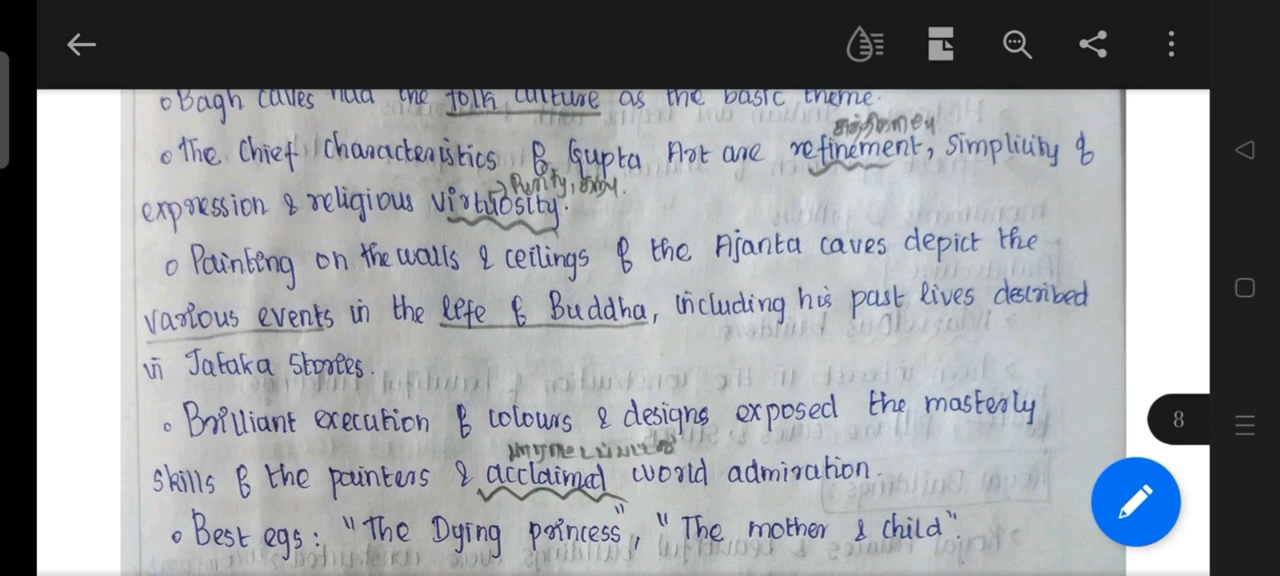 o Bagh caves had the folk culture as the basic theme.
o The Chief Characteristics of Gupta Art are refinement, simplicity of
Purity,
expression & religious virtuosity.
o Painting on the walls & ceilings of the Ajanta caves depict the
various events in the life of Buddha, including his past lives described
in Jataka Stories.
8
o Brilliant execution of colours & designs exposed the masterly
skills of the painters & acclaimal world admiration.
o Best egs: "The Dying princess", "The mother & child".